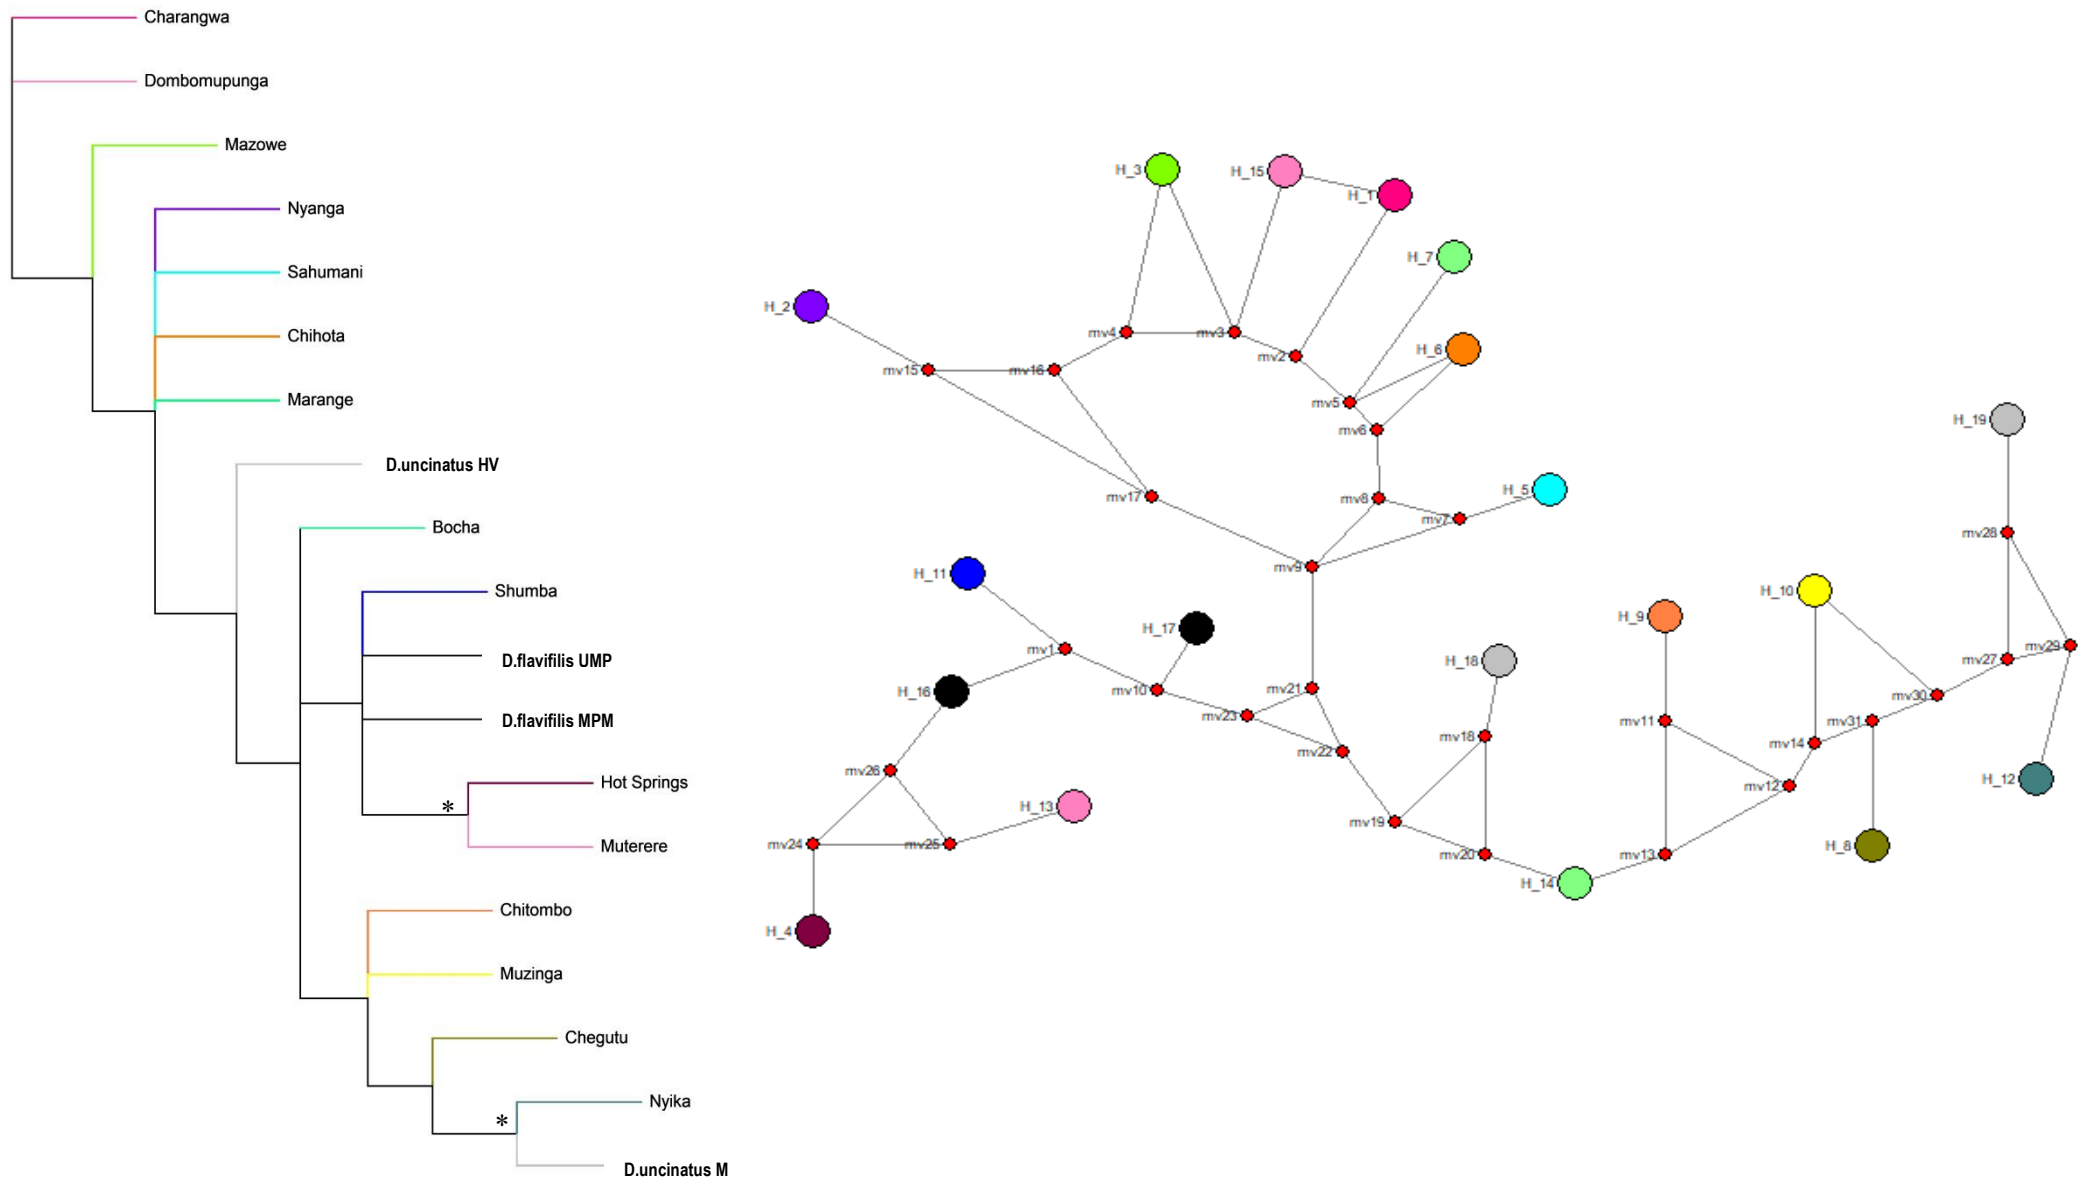 Charangwa
Dombomupunga
Mazowe
Nyanga
Sahumani
Chihota
Marange
D.uncinatus HV
Bocha
Shumba
D.flavifilis UMP
D.flavifilis MPM
*
Hot Springs
Muterere
Chitombo
Muzinga
Chegutu
*
Nyika
D.uncinatus M
H_3
H_15
H_1
H_7
H_2
mv4
mv3
mv2
H_6
mv15
mv16
mv5
mv6
H_19
mv17
mv8
H_5
mv7
mv28
mv9
H_11
H_10
H_9
H_17
mv1
H_18
mv27
mv29
H_16
mv10
mv21
mv30
mv23
mv11
mv31
mv18
mv14
mv22
mv26
H_12
mv12
H_13
mv19
mv24
mv25
mv20
mv13
H_8
H_14
H_4